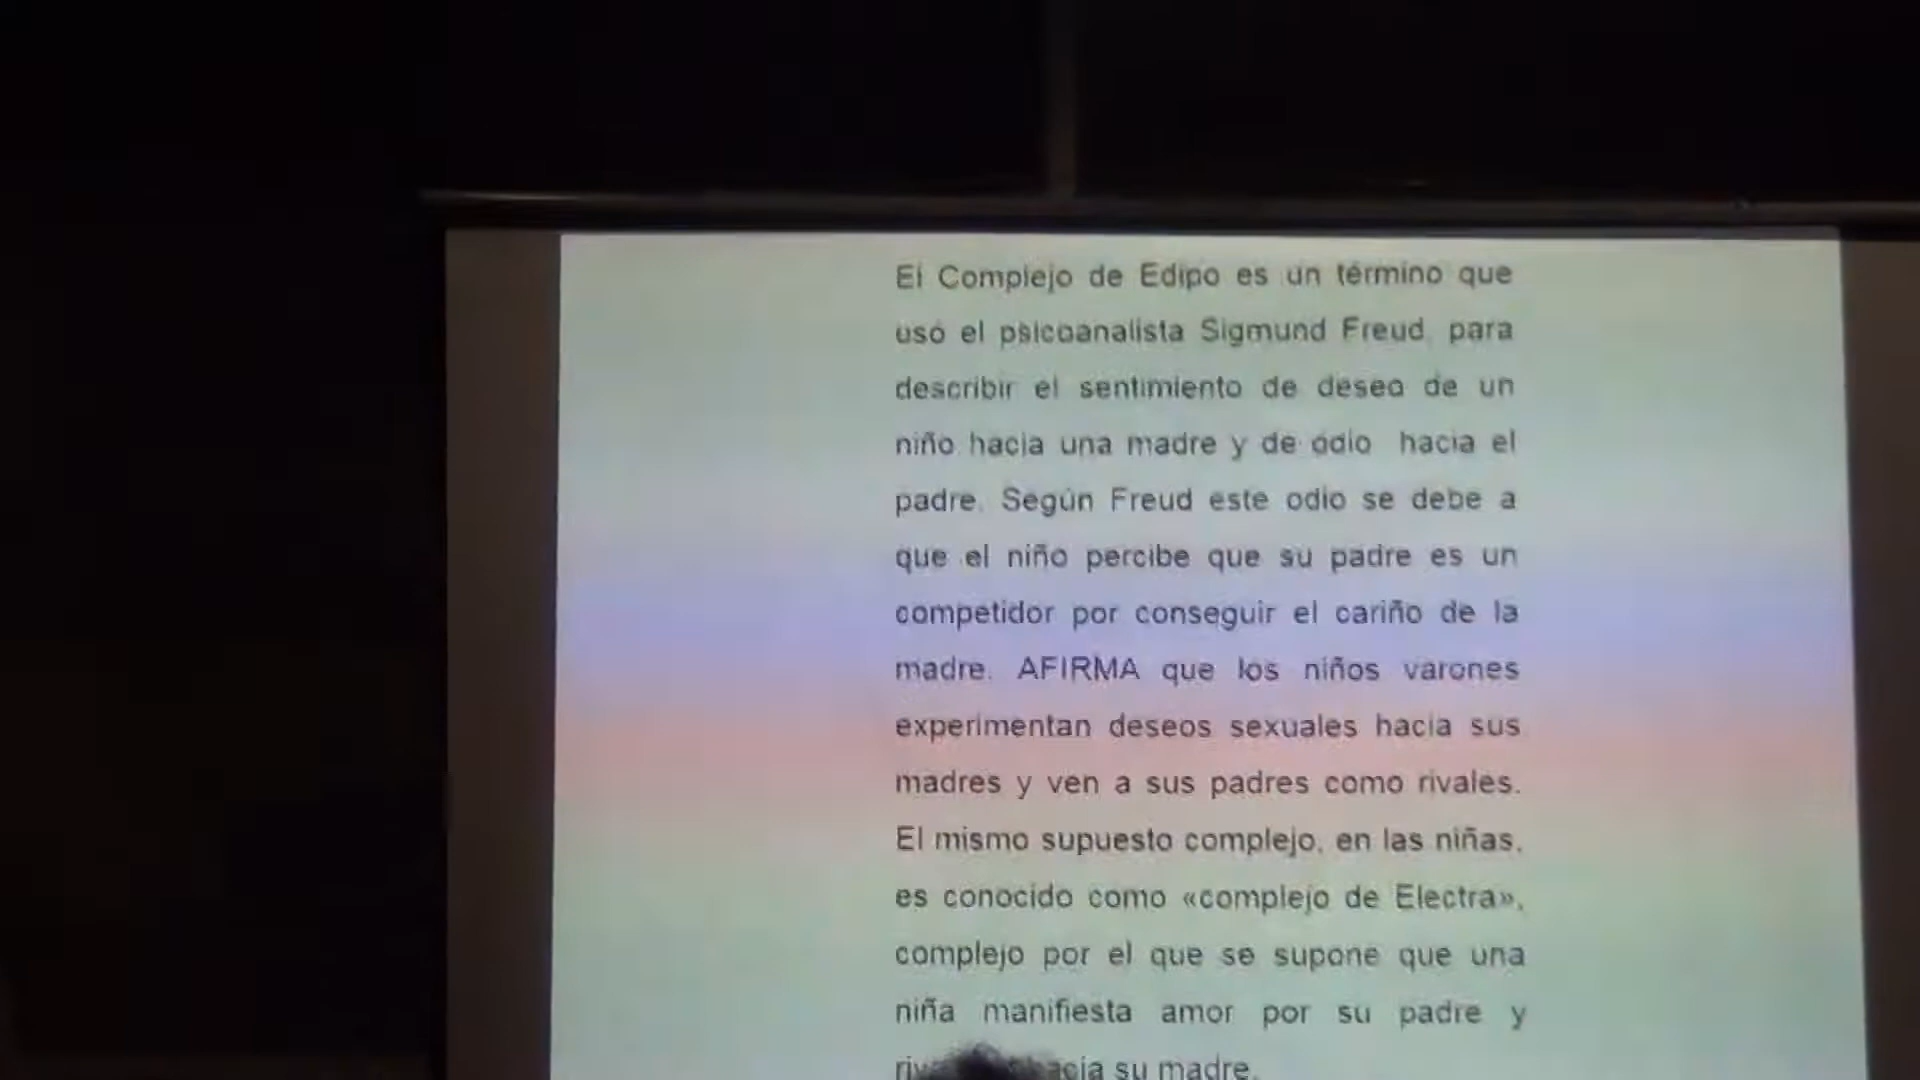 El Complejo de Edipo es un término que
usó el psicoanalista Sigmund Freud, para
describir el sentimiento de deseo de un
niño hacia una madre y de odio hacia el
padre. Según Freud este odio se debe a
que el niño percibe que su padre es un
competidor por conseguir el cariño de la
madre. AFIRMA que los niños varones
experimentan deseos sexuales hacia sus
madres y ven a sus padres como rivales.
El mismo supuesto complejo, en las niñas,
es conocido como «complejo de Electra»,
complejo por el que se supone que una
niña manifiesta amor por su padre y
hacia su madre.